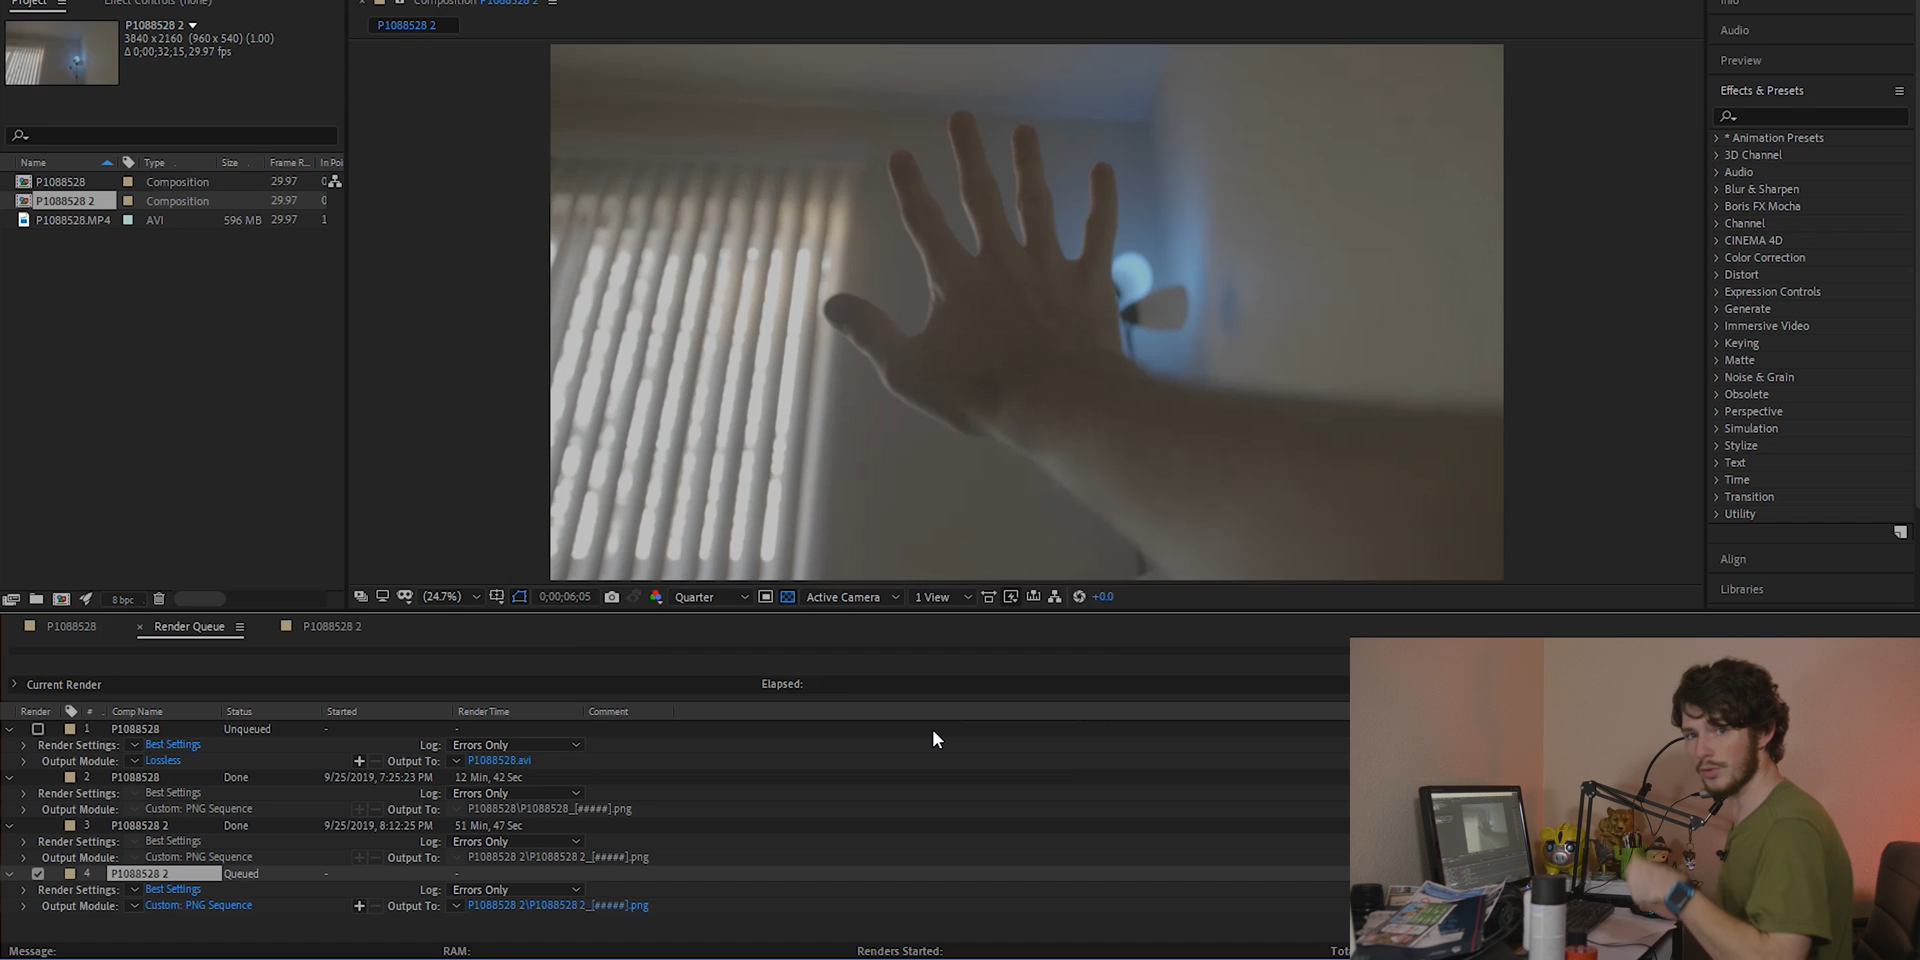 Project
Effect Controls (none)
P1088528 2
3840 x 2160 (960 x 540) (1.00)
Δ 0;00;32;15, 29.97 fps
Name Type Size Frame R... In Poi
P1088528 Composition 29.97 0
P1088528 2 Composition 29.97 0
P1088528.MP4 AVI 596 MB 29.97 1
8 bpc
Composition P1088528 2
P1088528 2
(24.7%) 0;00;06;05 Quarter Active Camera 1 View +0.0
Info
Audio
Preview
Effects & Presets
* Animation Presets
3D Channel
Audio
Blur & Sharpen
Boris FX Mocha
Channel
CINEMA 4D
Color Correction
Distort
Expression Controls
Generate
Immersive Video
Keying
Matte
Noise & Grain
Obsolete
Perspective
Simulation
Stylize
Text
Time
Transition
Utility
Align
Libraries
P1088528 × Render Queue P1088528 2
Current Render Elapsed:
Render # Comp Name Status Started Render Time Comment
1 P1088528 Unqueued - -
Render Settings: Best Settings Log: Errors Only
Output Module: Lossless Output To: P1088528.avi
2 P1088528 Done 9/25/2019, 7:25:23 PM 12 Min, 42 Sec
Render Settings: Best Settings Log: Errors Only
Output Module: Custom: PNG Sequence Output To: P1088528\P1088528_[#####].png
3 P1088528 2 Done 9/25/2019, 8:12:25 PM 51 Min, 47 Sec
Render Settings: Best Settings Log: Errors Only
Output Module: Custom: PNG Sequence Output To: P1088528 2\P1088528 2_[#####].png
4 P1088528 2 Queued - -
Render Settings: Best Settings Log: Errors Only
Output Module: Custom: PNG Sequence Output To: P1088528 2\P1088528 2_[#####].png
Message: RAM: Renders Started: Tot